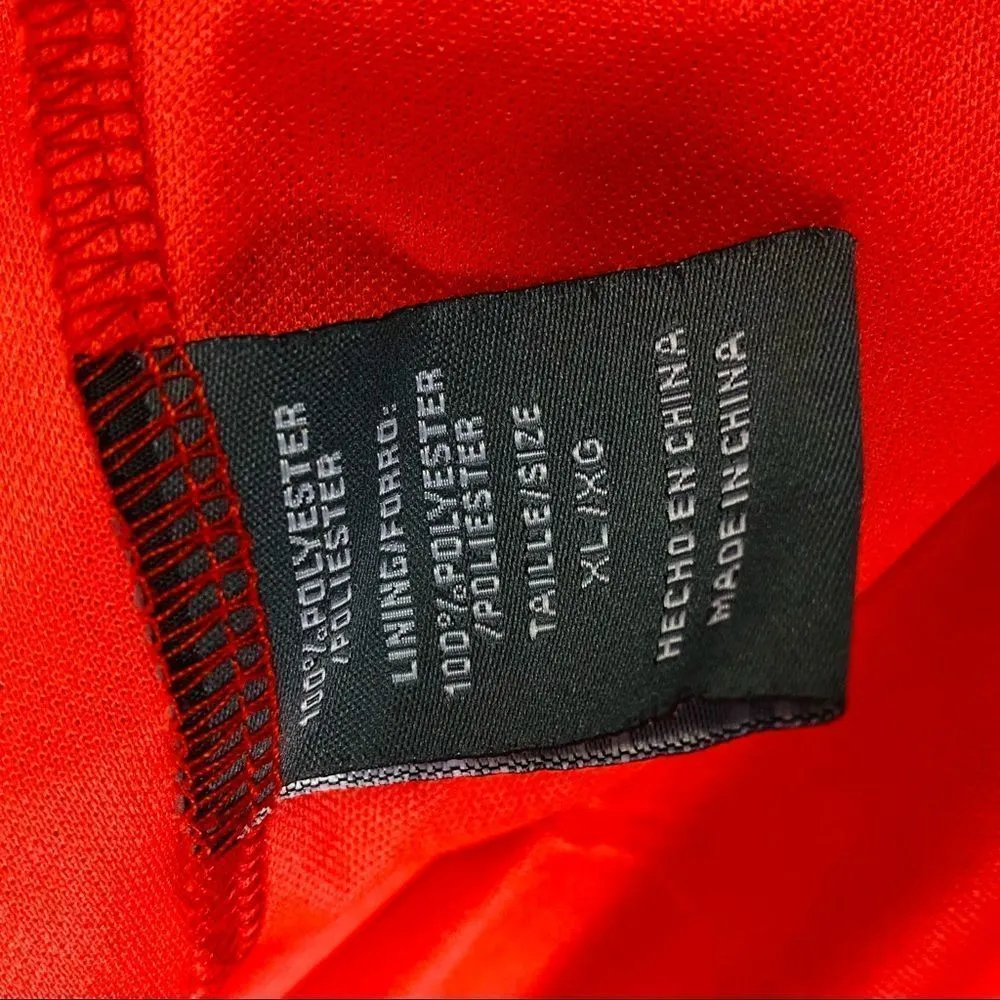 100% POLYESTER
/POLIESTER
LINING/FORRO:
100% POLYESTER
/POLIESTER
TAILLE/SIZE
XL/XG
HECHO EN CHINA
MADE IN CHINA